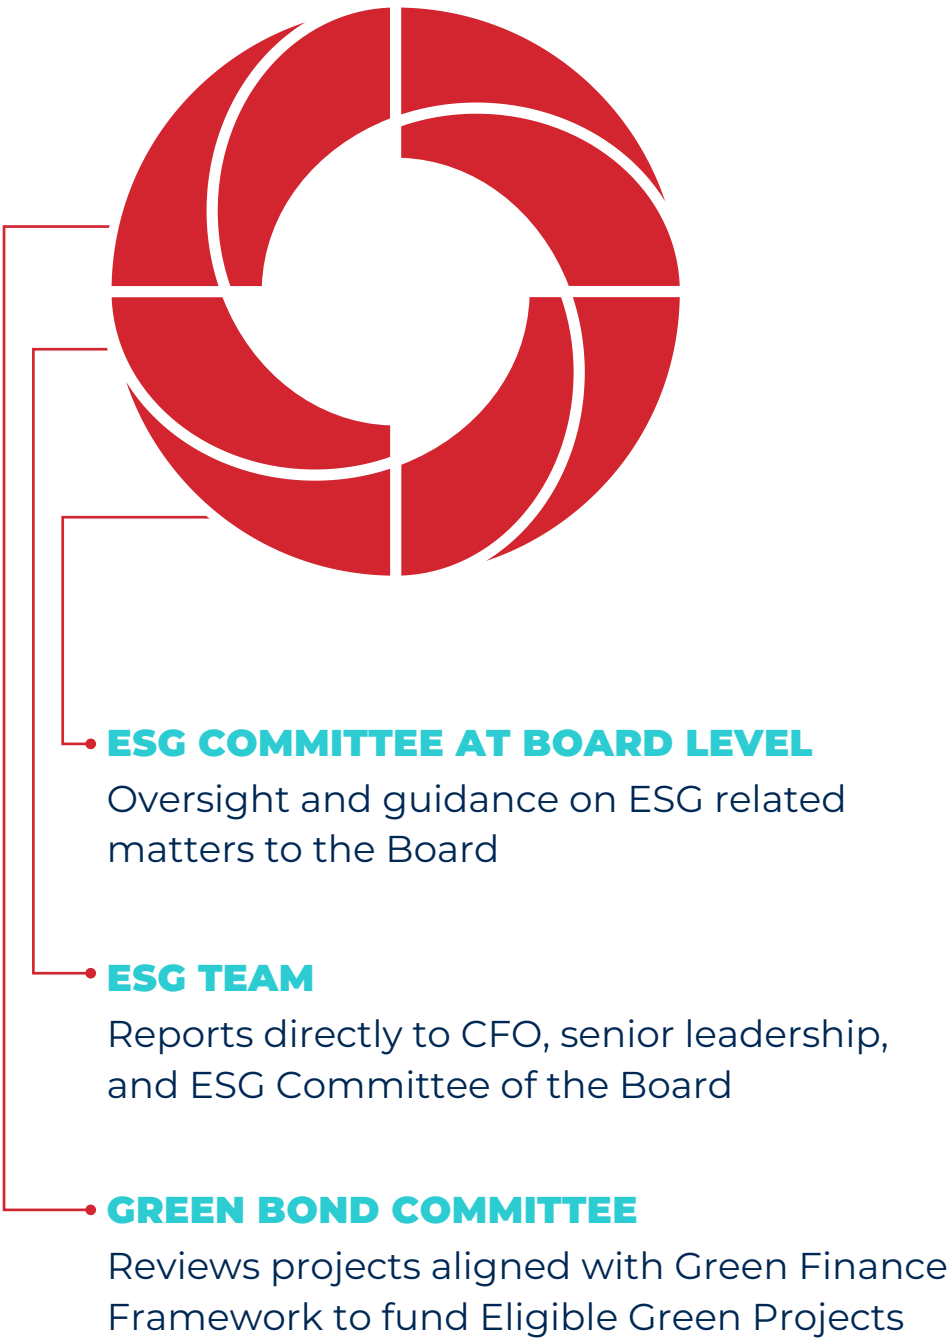 ESG COMMITTEE AT BOARD LEVEL
Oversight and guidance on ESG related
matters to the Board
ESG TEAM
Reports directly to CFO, senior leadership,
and ESG Committee of the Board
GREEN BOND COMMITTEE
Reviews projects aligned with Green Finance
Framework to fund Eligible Green Projects